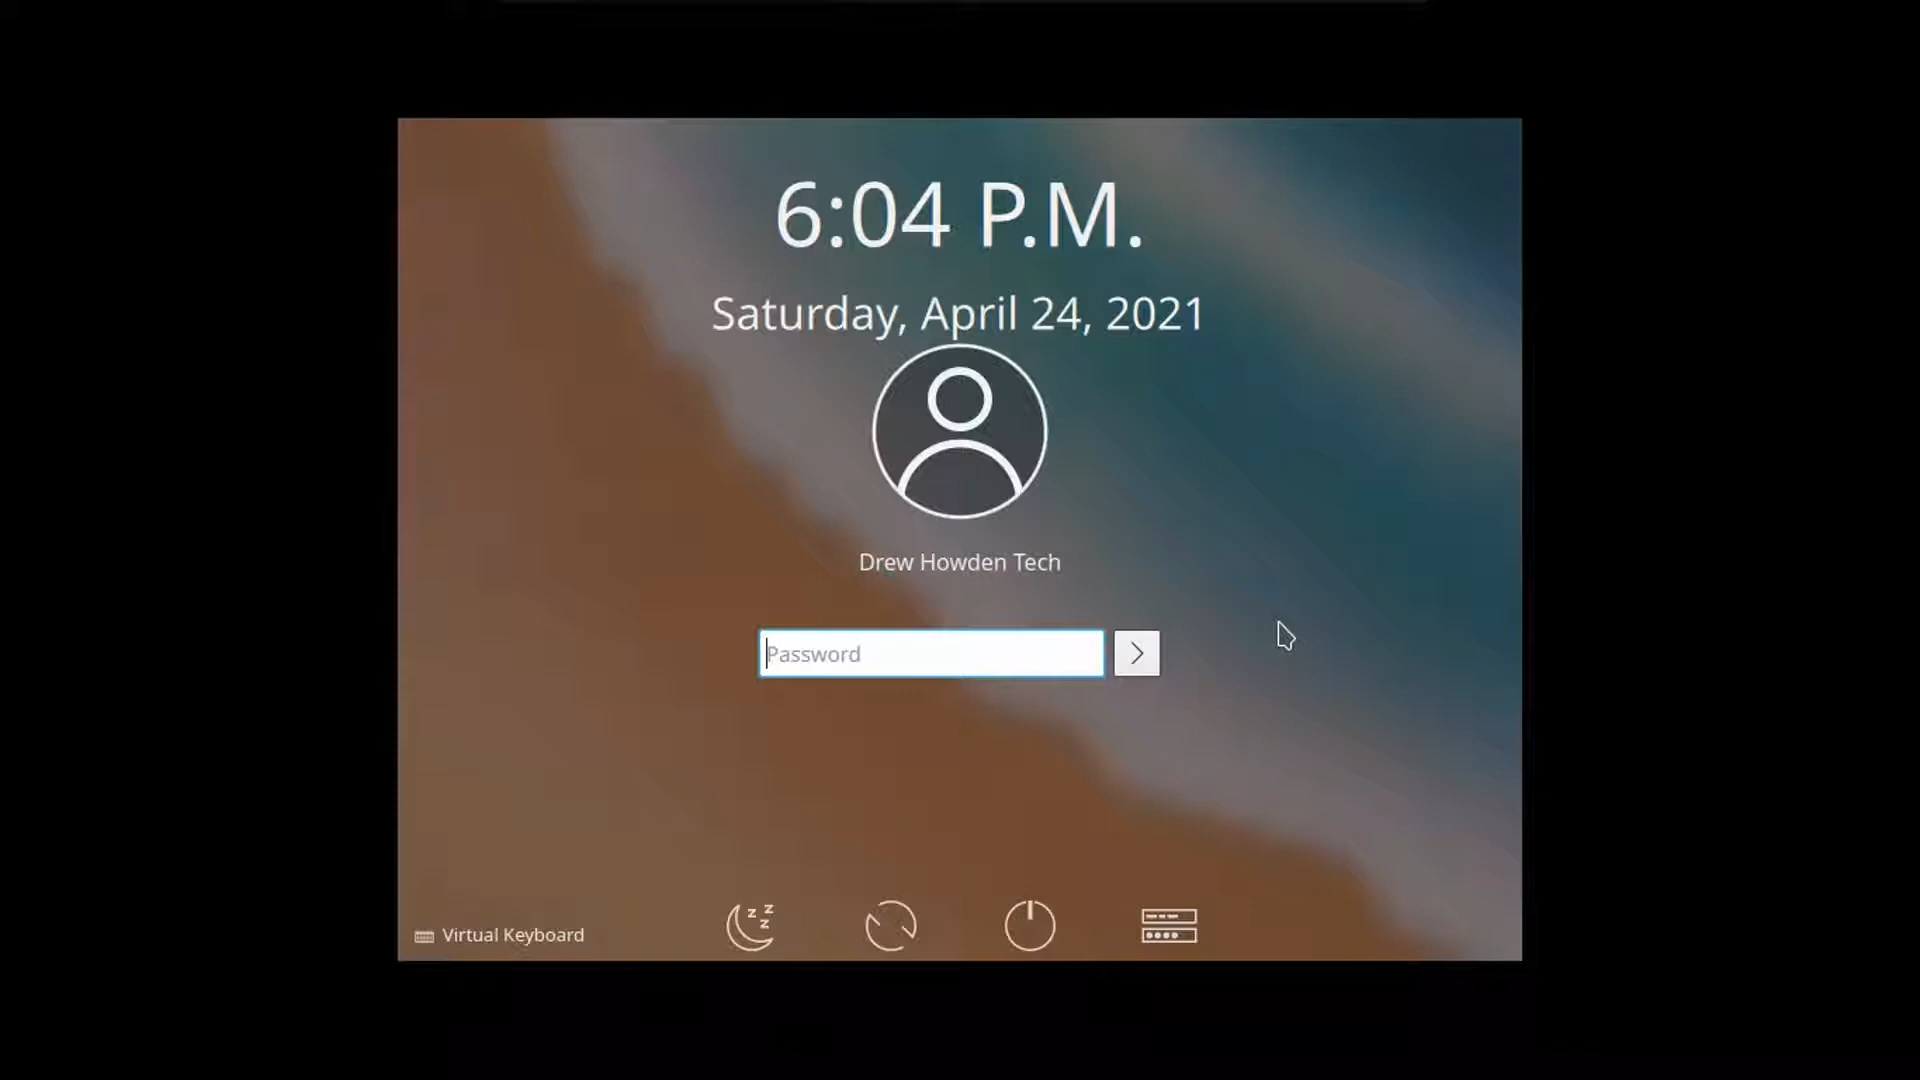 6:04 P.M.
Saturday, April 24, 2021
Drew Howden Tech
Password
Virtual Keyboard